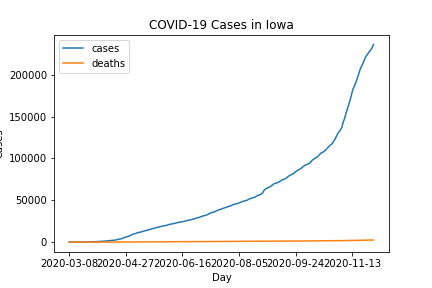 COVID-19 Cases in Iowa
cases
deaths
200000
150000
100000
50000
0
Cases
2020-03-08 2020-04-27 2020-06-16 2020-08-05 2020-09-24 2020-11-13
Day